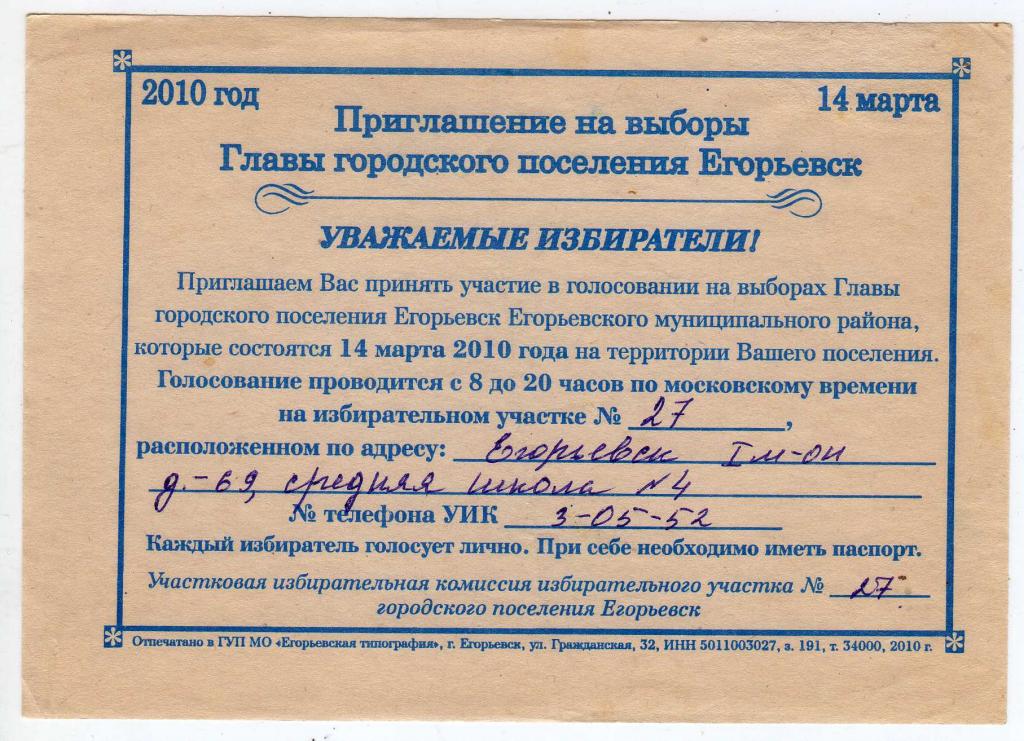 2010 год
14 марта
Приглашение на выборы
Главы городского поселения Егорьевск
УВАЖАЕМЫЕ ИЗБИРАТЕЛИ!
Приглашаем Вас принять участие в голосовании на выборах Главы
городского поселения Егорьевск Егорьевского муниципального района,
которые состоятся 14 марта 2010 года на территории Вашего поселения.
Голосование проводится с 8 до 20 часов по московскому времени
на избирательном участке № 27,
расположенном по адресу: Егорьевск I м-он
д.-69, средняя школа №4
№ телефона УИК 3-05-52
Каждый избиратель голосует лично. При себе необходимо иметь паспорт.
Участковая избирательная комиссия избирательного участка № 27
городского поселения Егорьевск
Отпечатано в ГУП МО «Егорьевская типография», г. Егорьевск, ул. Гражданская, 32, ИНН 5011003027, з. 191, т. 34000, 2010 г.